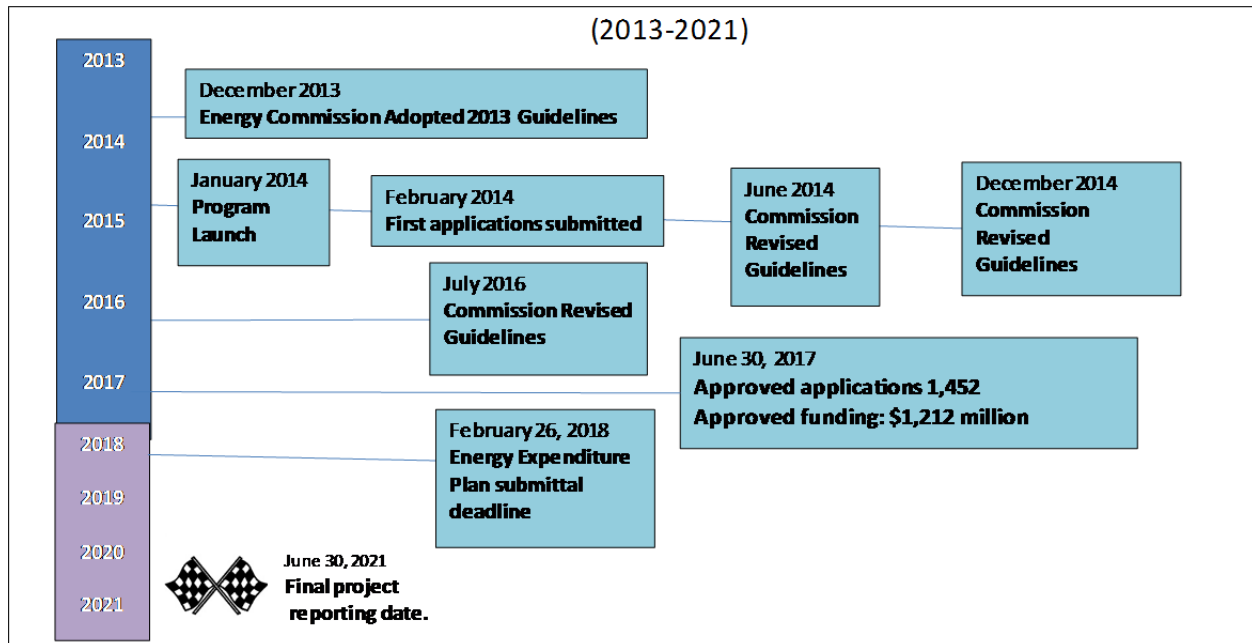 (2013-2021)
2013
December 2013
Energy Commission Adopted 2013 Guidelines
2014
January 2014
Program
Launch
February 2014
First applications submitted
June 2014
Commission
Revised
Guidelines
December 2014
Commission
Revised
Guidelines
2015
2016
July 2016
Commission Revised
Guidelines
2017
June 30, 2017
Approved applications 1,452
Approved funding: $1,212 million
2018
February 26, 2018
Energy Expenditure
Plan submittal
deadline
2019
2020
2021
June 30, 2021
Final project
reporting date.